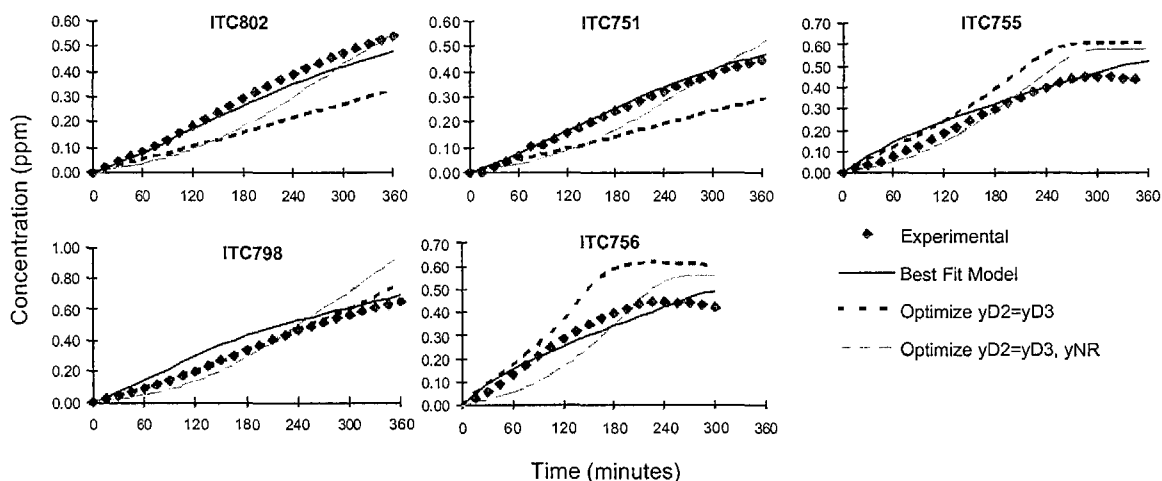 ITC802
0.60
0.50
0.40
0.30
0.20
0.10
0.00
0 60 120 180 240 300 360
ITC751
0.60
0.50
0.40
0.30
0.20
0.10
0.00
0 60 120 180 240 300 360
ITC755
0.70
0.60
0.50
0.40
0.30
0.20
0.10
0.00
0 60 120 180 240 300 360
ITC798
1.00
0.80
0.60
0.40
0.20
0.00
0 60 120 180 240 300 360
ITC756
0.70
0.60
0.50
0.40
0.30
0.20
0.10
0.00
0 60 120 180 240 300 360
Experimental
Best Fit Model
Optimize yD2=yD3
Optimize yD2=yD3, yNR
Concentration (ppm)
Time (minutes)